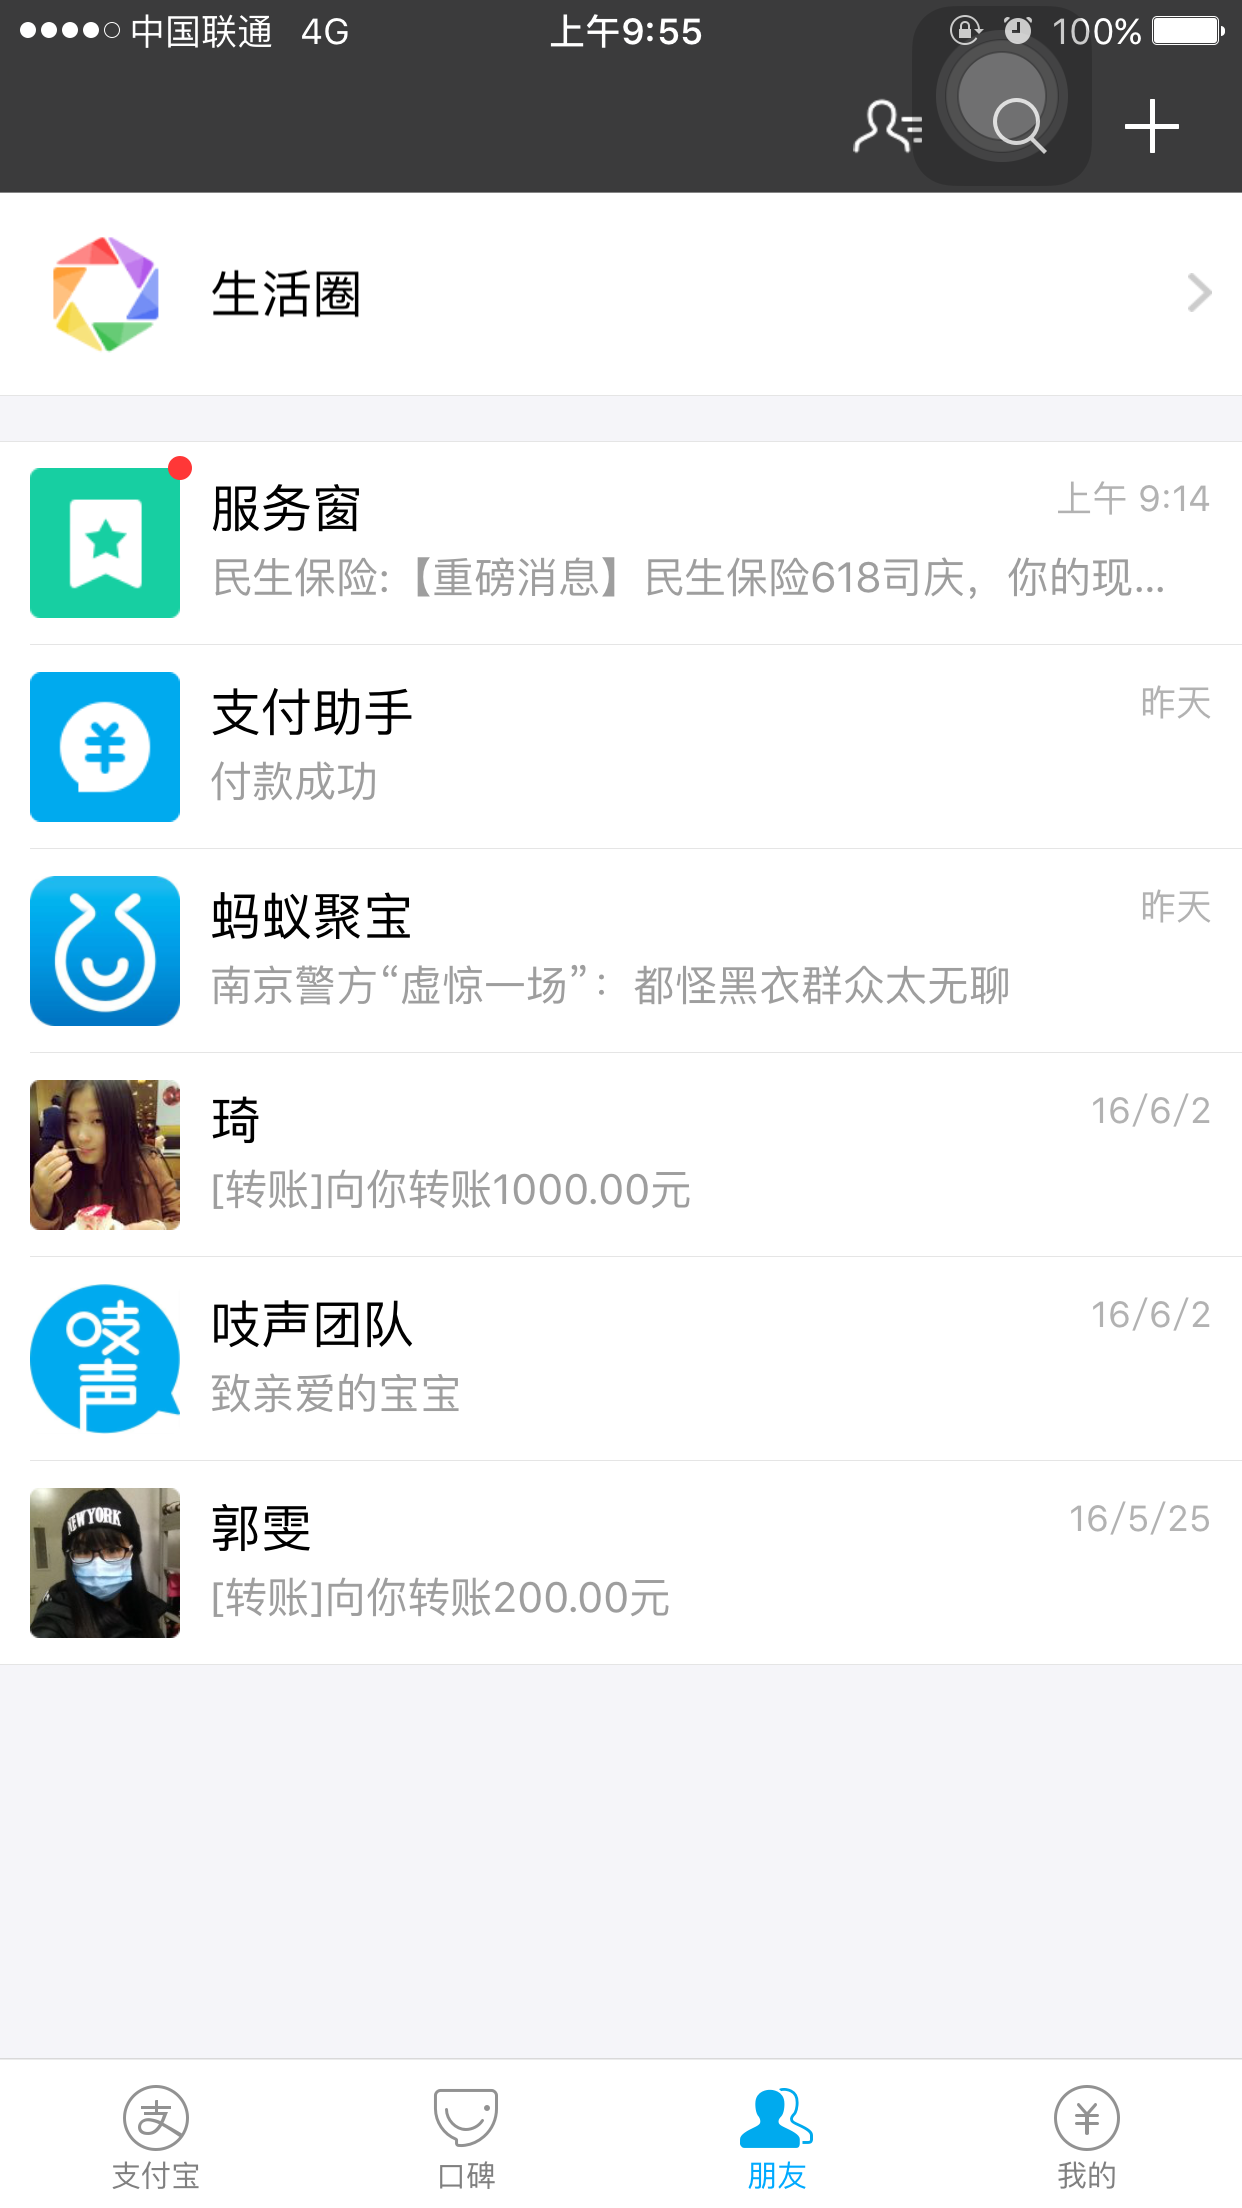 中国联通 4G 上午9:55 100%
生活圈
服务窗 上午 9:14
民生保险:【重磅消息】民生保险618司庆，你的现...
支付助手 昨天
付款成功
蚂蚁聚宝 昨天
南京警方“虚惊一场”：都怪黑衣群众太无聊
琦 16/6/2
[转账]向你转账1000.00元
吱声
吱声团队 16/6/2
致亲爱的宝宝
NEWYORK
郭雯 16/5/25
[转账]向你转账200.00元
支付宝 口碑 朋友 我的